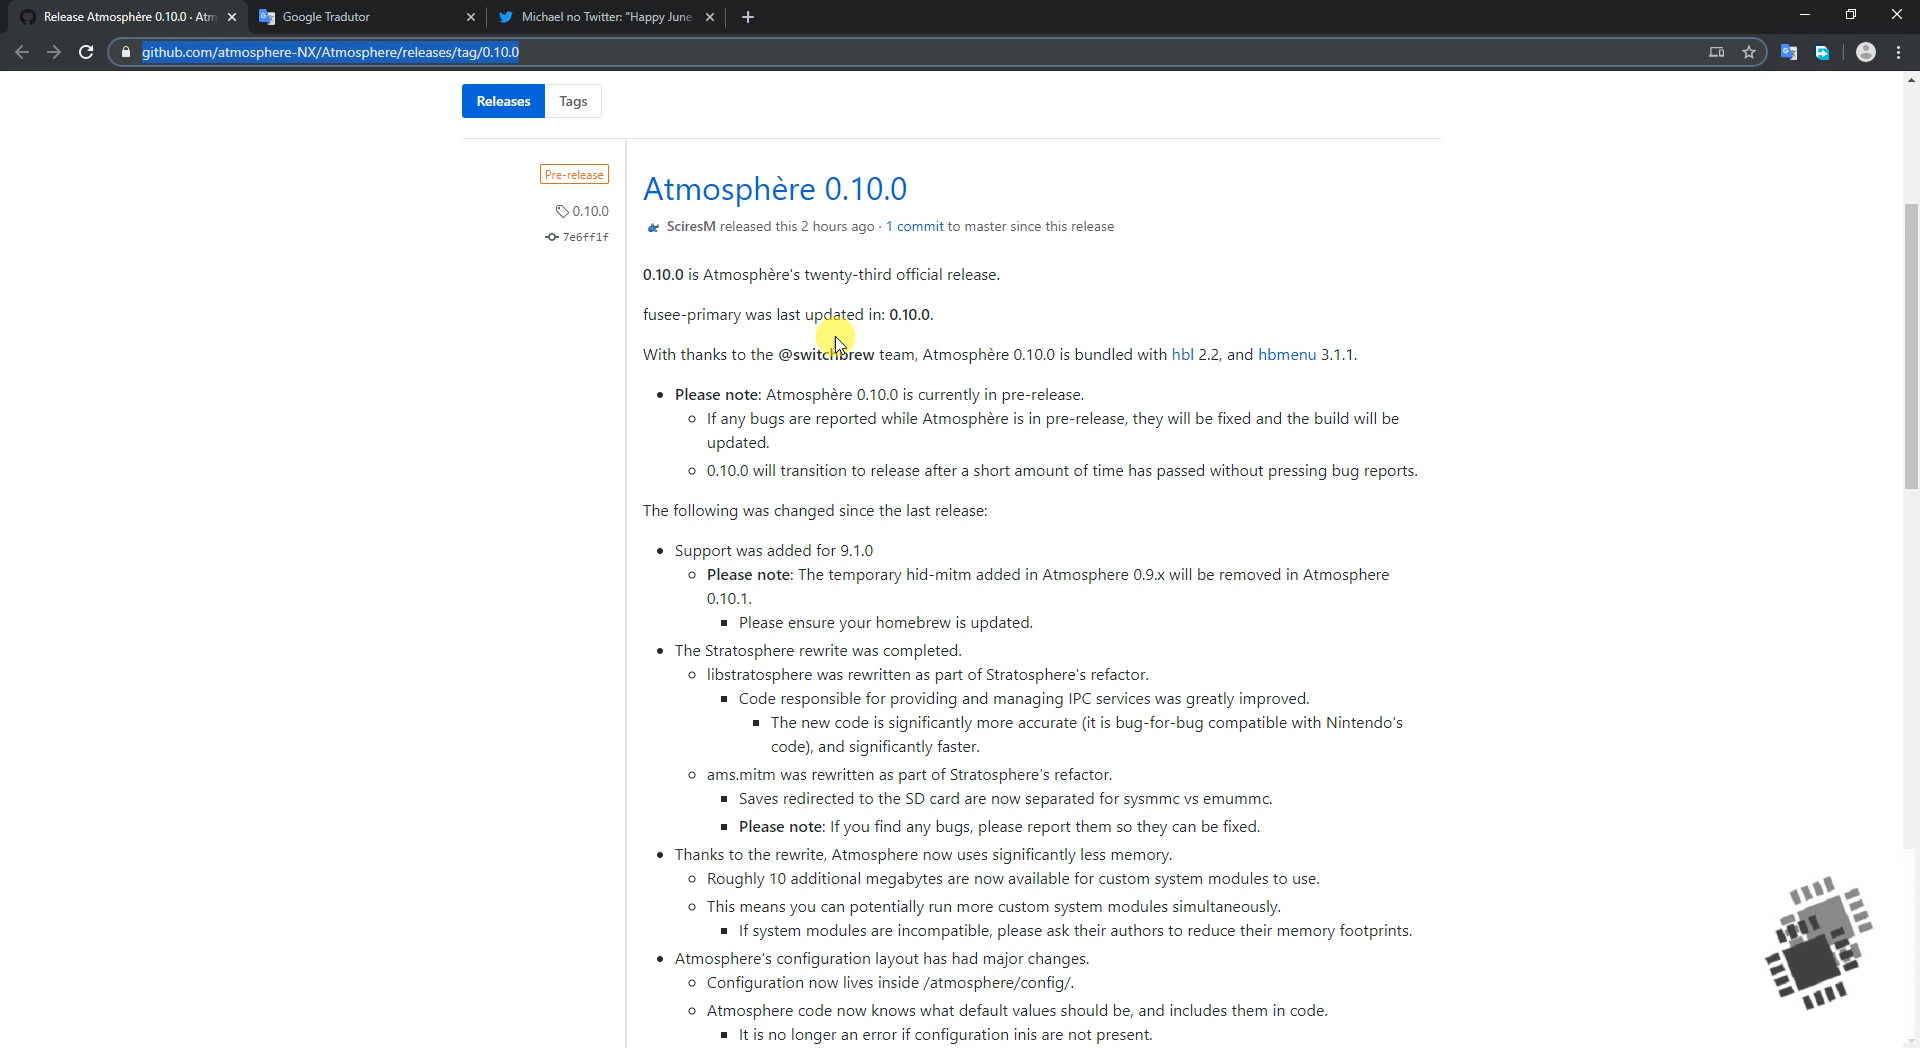 Release Atmosphère 0.10.0 · Atm
Google Tradutor
Michael no Twitter: "Happy June
github.com/atmosphere-NX/Atmosphere/releases/tag/0.10.0
Releases
Tags
Pre-release
0.10.0
7e6ff1f
Atmosphère 0.10.0
SciresM released this 2 hours ago · 1 commit to master since this release
0.10.0 is Atmosphère's twenty-third official release.
fusee-primary was last updated in: 0.10.0.
With thanks to the @switchbrew team, Atmosphère 0.10.0 is bundled with hbl 2.2, and hbmenu 3.1.1.
Please note: Atmosphère 0.10.0 is currently in pre-release.
If any bugs are reported while Atmosphère is in pre-release, they will be fixed and the build will be
updated.
0.10.0 will transition to release after a short amount of time has passed without pressing bug reports.
The following was changed since the last release:
Support was added for 9.1.0
Please note: The temporary hid-mitm added in Atmosphere 0.9.x will be removed in Atmosphere
0.10.1.
Please ensure your homebrew is updated.
The Stratosphere rewrite was completed.
libstratosphere was rewritten as part of Stratosphere's refactor.
Code responsible for providing and managing IPC services was greatly improved.
The new code is significantly more accurate (it is bug-for-bug compatible with Nintendo's
code), and significantly faster.
ams.mitm was rewritten as part of Stratosphere's refactor.
Saves redirected to the SD card are now separated for sysmmc vs emummc.
Please note: If you find any bugs, please report them so they can be fixed.
Thanks to the rewrite, Atmosphere now uses significantly less memory.
Roughly 10 additional megabytes are now available for custom system modules to use.
This means you can potentially run more custom system modules simultaneously.
If system modules are incompatible, please ask their authors to reduce their memory footprints.
Atmosphere's configuration layout has had major changes.
Configuration now lives inside /atmosphere/config/.
Atmosphere code now knows what default values should be, and includes them in code.
It is no longer an error if configuration inis are not present.